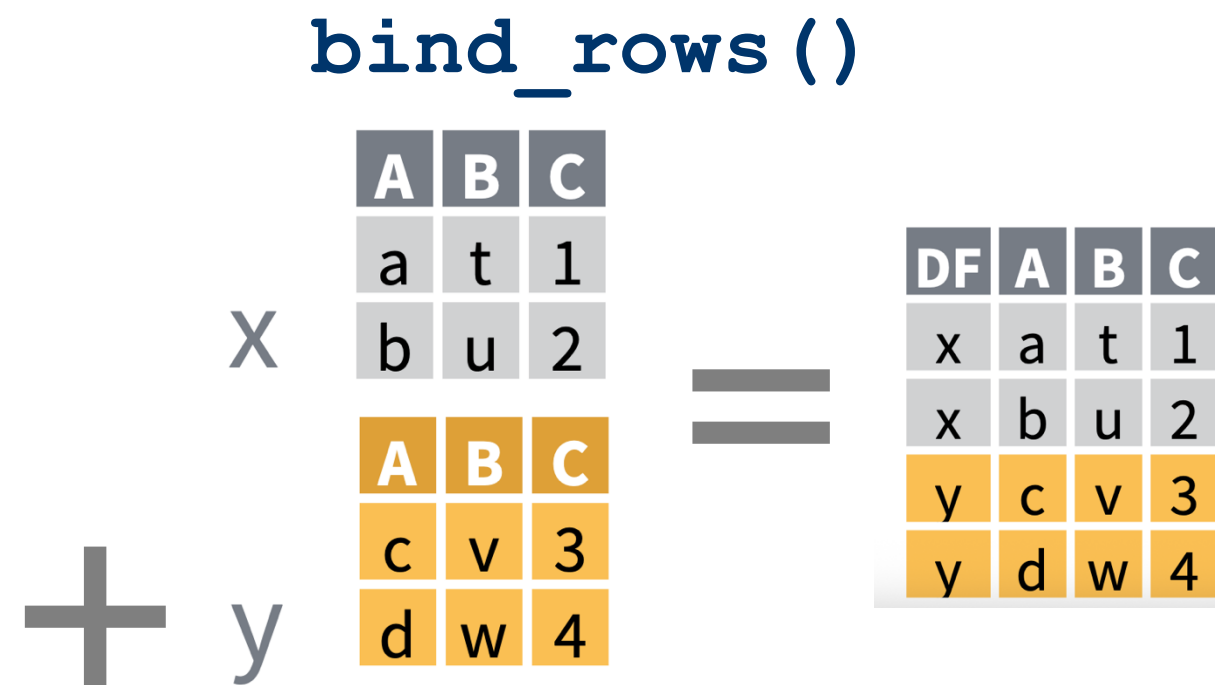 bind_rows()
x
A B C
a t 1
b u 2
+ y
A B C
c v 3
d w 4
=
DF A B C
x a t 1
x b u 2
y c v 3
y d w 4